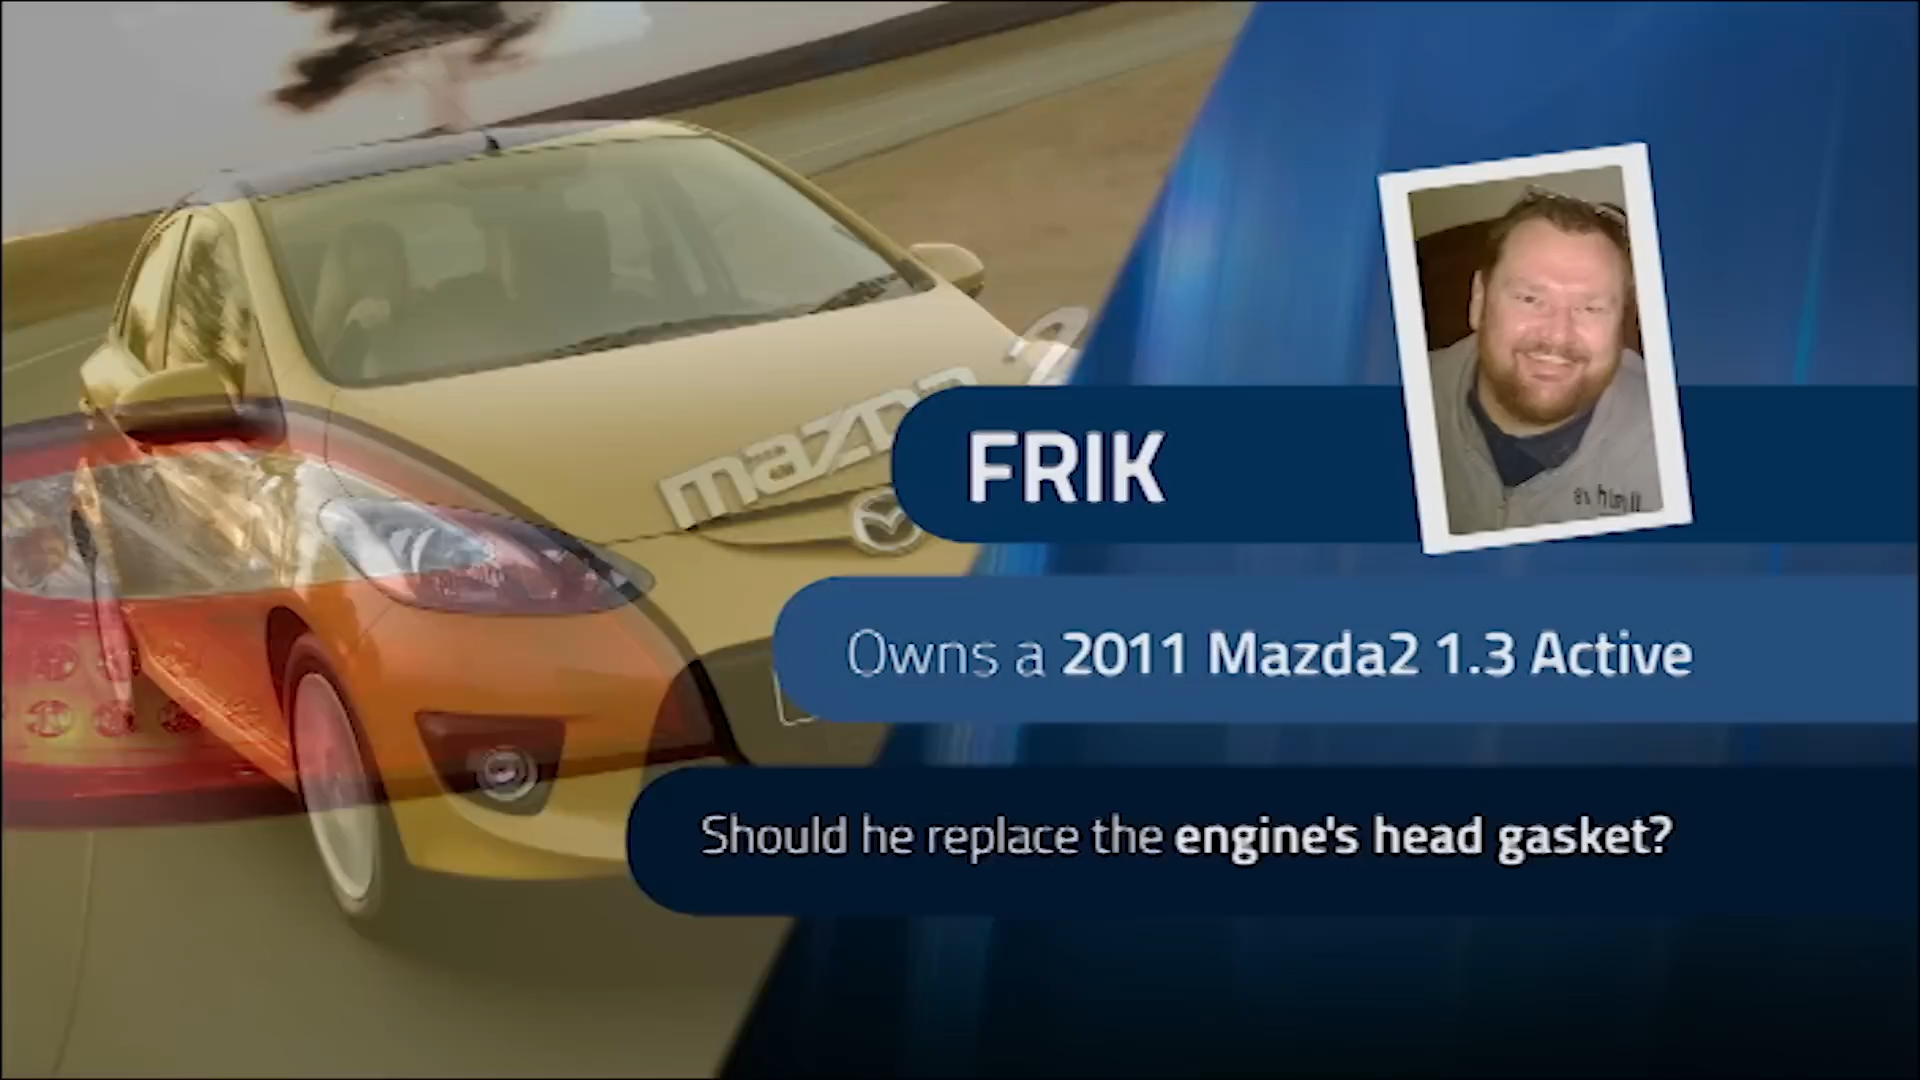 mazda
FRIK
Owns a 2011 Mazda2 1.3 Active
Should he replace the engine's head gasket?